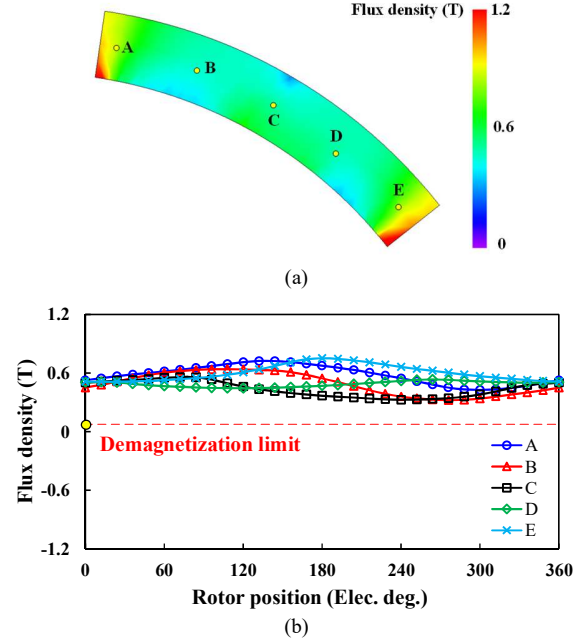 Flux density (T)
1.2
0.6
0
A
B
C
D
E
(a)
Flux density (T)
1.2
0.6
0
-0.6
-1.2
Demagnetization limit
A
B
C
D
E
0 60 120 180 240 300 360
Rotor position (Elec. deg.)
(b)